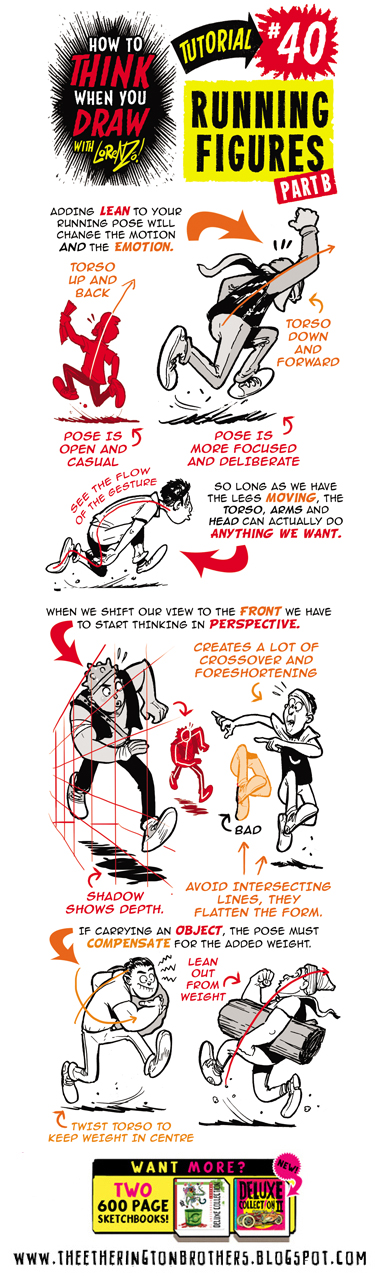 HOW TO
THINK
WHEN YOU
DRAW
WITH LORENZO!
TUTORIAL
#40
RUNNING
FIGURES
PART B
ADDING LEAN TO YOUR
RUNNING POSE WILL
CHANGE THE MOTION
AND THE EMOTION.
TORSO
UP AND
BACK
TORSO
DOWN
AND
FORWARD
POSE IS
OPEN AND
CASUAL
POSE IS
MORE FOCUSED
AND DELIBERATE
SEE THE FLOW
OF THE GESTURE
SO LONG AS WE HAVE
THE LEGS MOVING, THE
TORSO, ARMS AND
HEAD CAN ACTUALLY DO
ANYTHING WE WANT.
WHEN WE SHIFT OUR VIEW TO THE FRONT WE HAVE
TO START THINKING IN PERSPECTIVE.
CREATES A LOT OF
CROSSOVER AND
FORESHORTENING
BAD
SHADOW
SHOWS DEPTH.
AVOID INTERSECTING
LINES, THEY
FLATTEN THE FORM.
IF CARRYING AN OBJECT, THE POSE MUST
COMPENSATE FOR THE ADDED WEIGHT.
LEAN
OUT
FROM
WEIGHT
TWIST TORSO TO
KEEP WEIGHT IN CENTRE
WANT MORE?
NEW!
TWO
600 PAGE
SKETCHBOOKS!
DELUXE COLLECTION
DELUXE
COLLECTION II
WWW.THEETHERINGTONBROTHERS.BLOGSPOT.COM